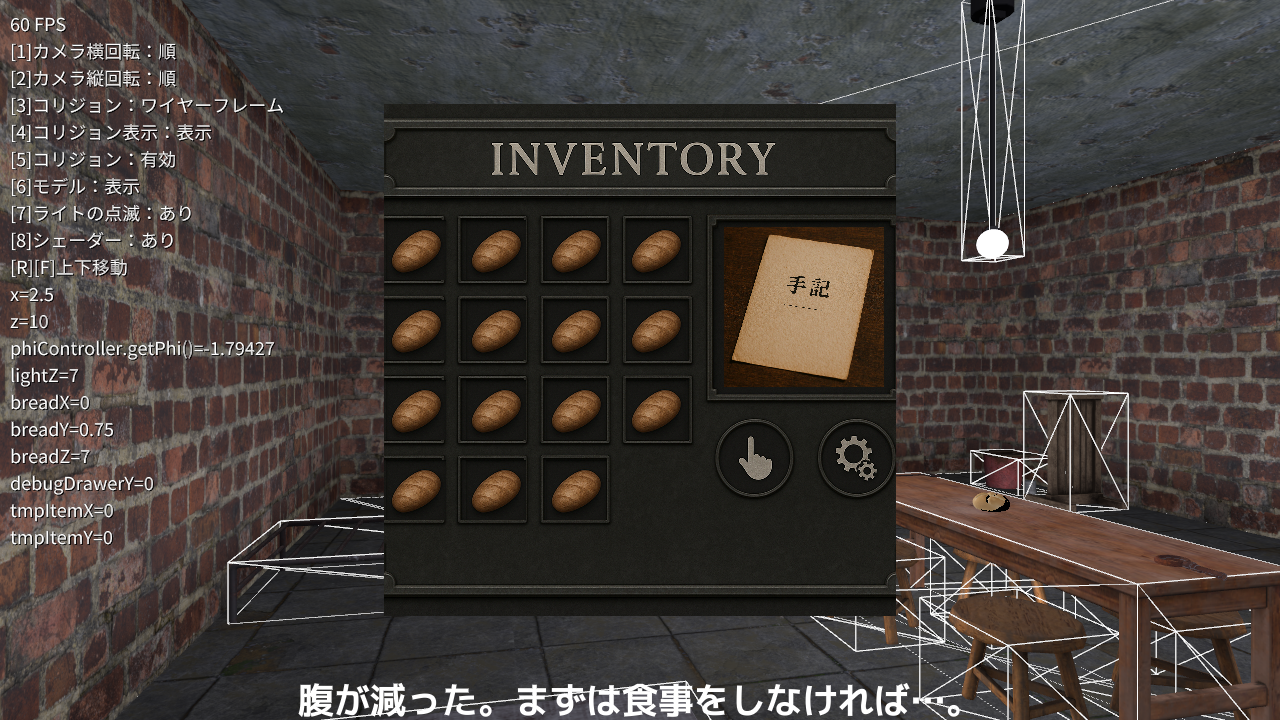 60 FPS
[1]カメラ横回転：順
[2]カメラ縦回転：順
[3]コリジョン：ワイヤーフレーム
[4]コリジョン表示：表示
[5]コリジョン：有効
[6]モデル：表示
[7]ライトの点滅：あり
[8]シェーダー：あり
[R][F]上下移動
x=2.5
z=10
phiController.getPhi()=-1.79427
lightZ=7
breadX=0
breadY=0.75
breadZ=7
debugDrawerY=0
tmpItemX=0
tmpItemY=0
INVENTORY
手記
腹が減った。まずは食事をしなければ…。